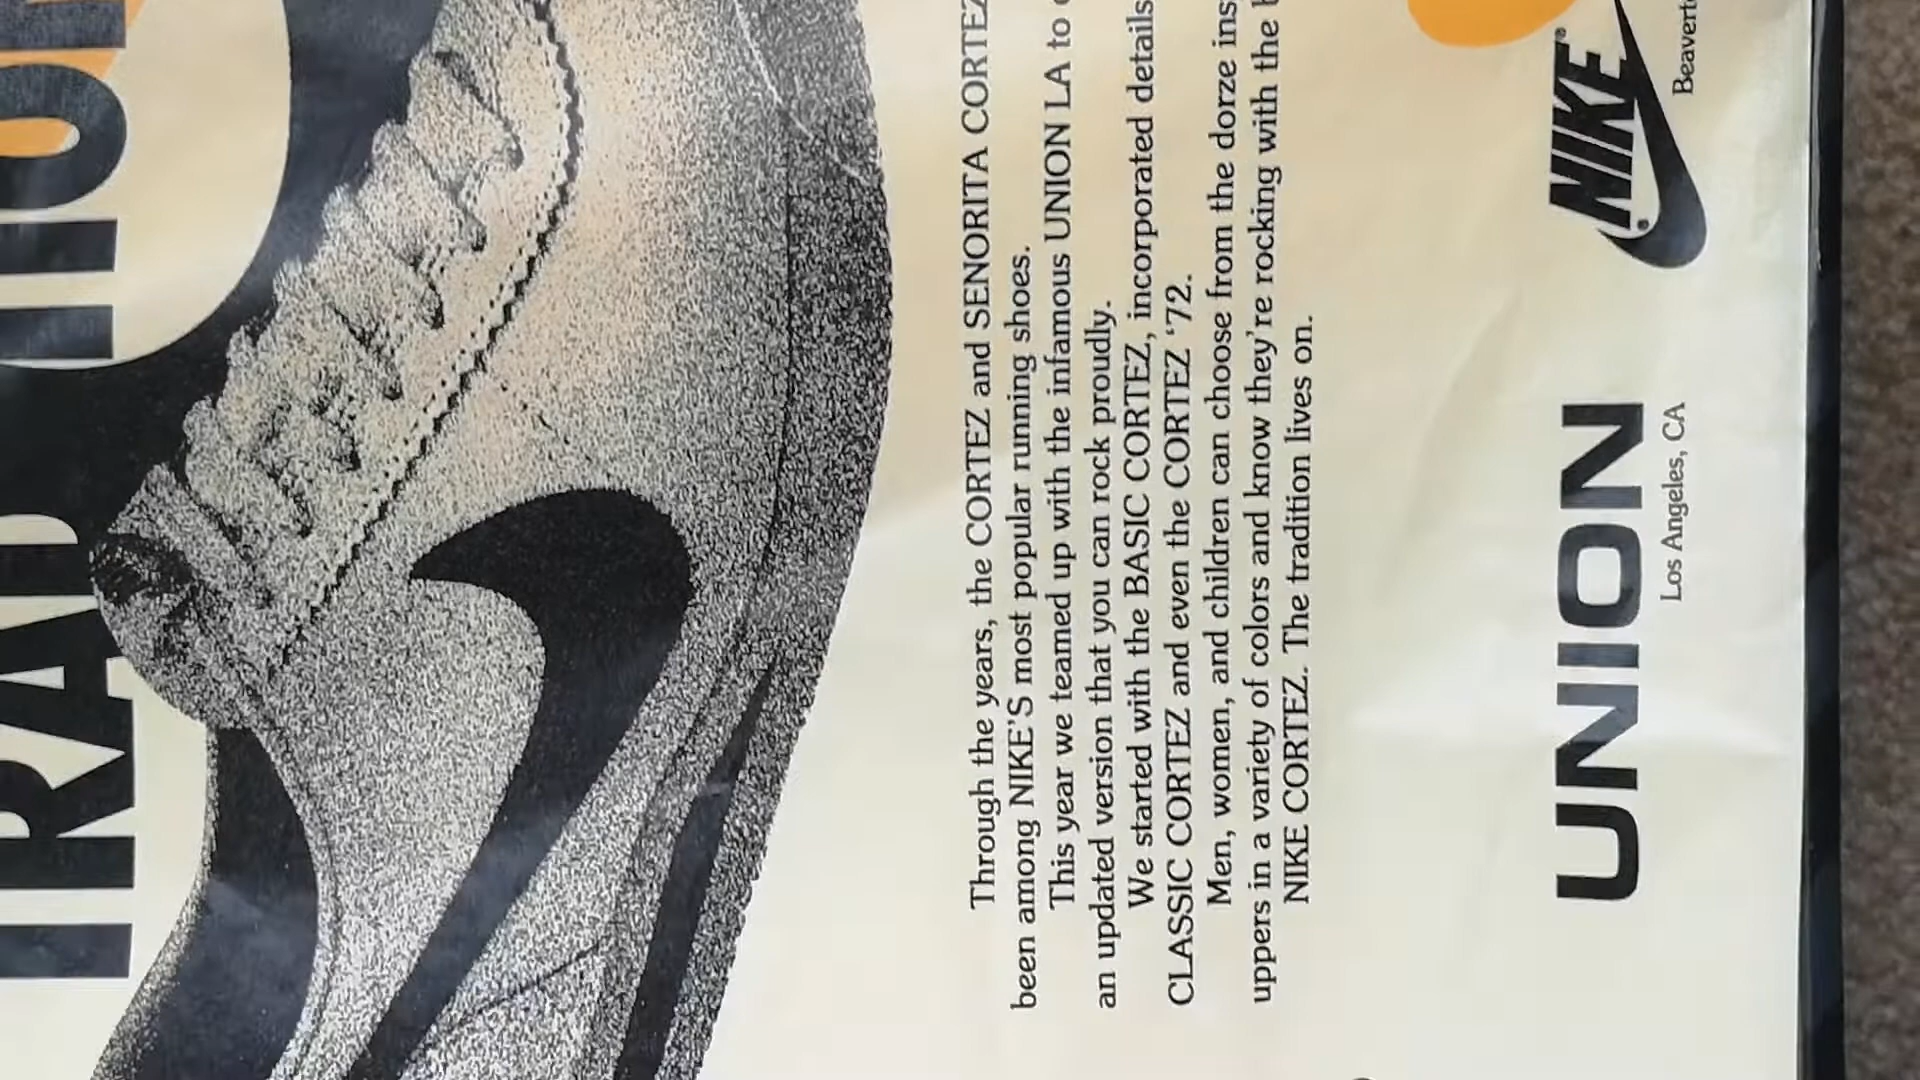 Through the years, the CORTEZ and SENORITA CORTEZ
been among NIKE'S most popular running shoes.
This year we teamed up with the infamous UNION LA to
an updated version that you can rock proudly.
We started with the BASIC CORTEZ, incorporated details
CLASSIC CORTEZ and even the CORTEZ ‘72.
Men, women, and children can choose from the dorze
uppers in a variety of colors and know they're rocking with the
NIKE CORTEZ. The tradition lives on.
UNION
Los Angeles, CA
NIKE